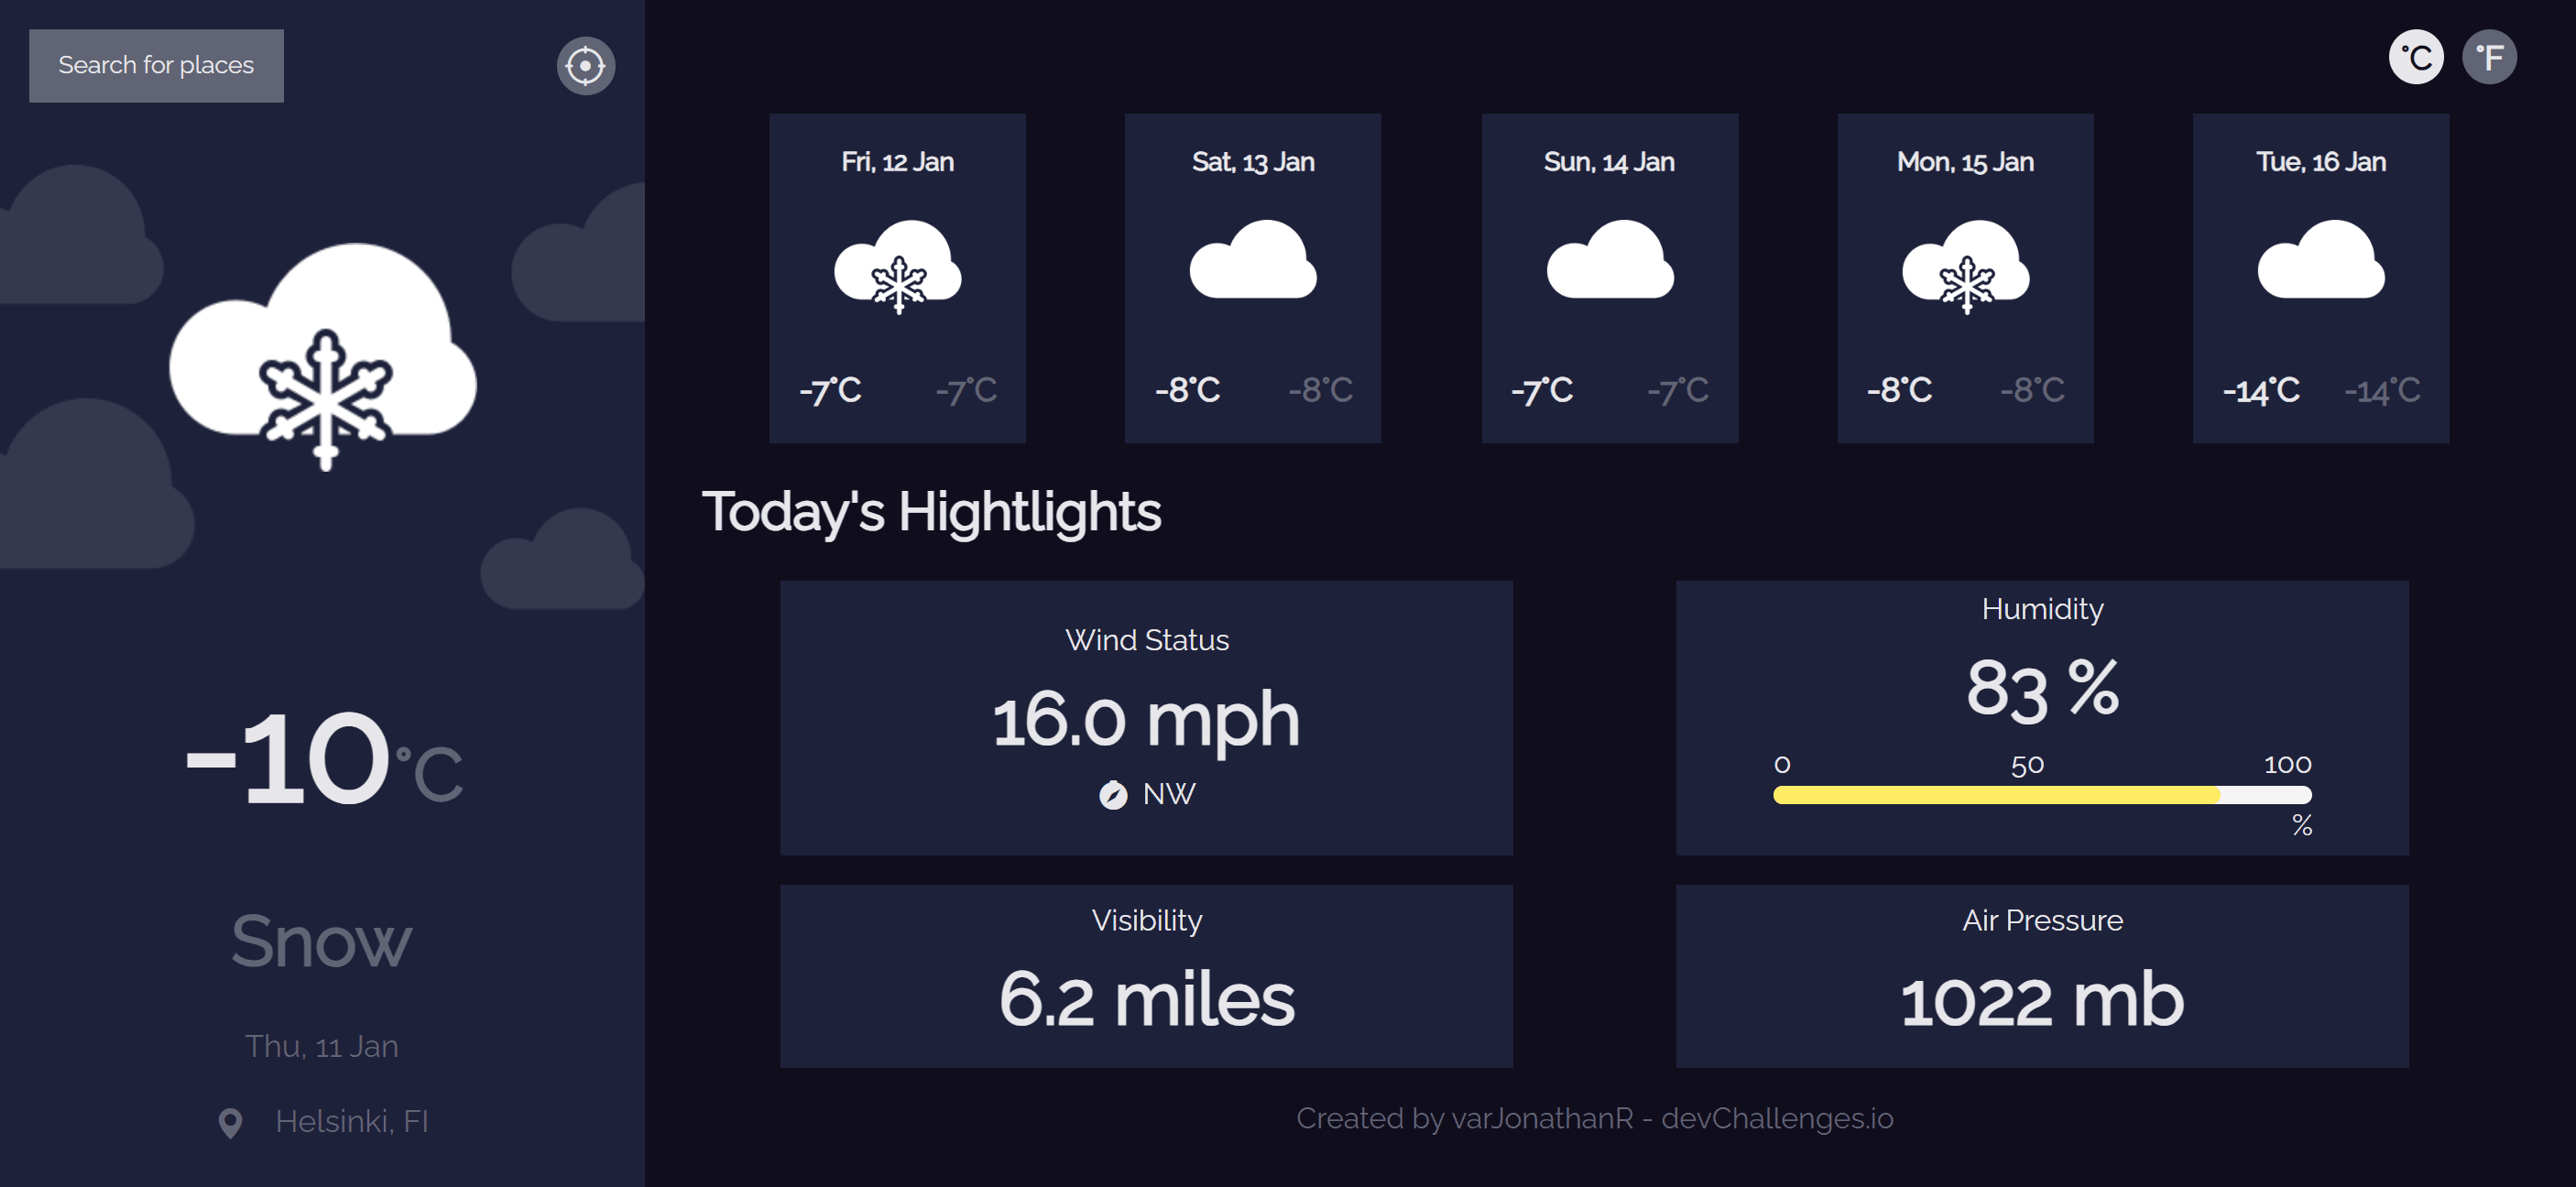 Search for places
-10°C
Snow
Thu, 11 Jan
Helsinki, FI
°C °F
Fri, 12 Jan
-7°C -7°C
Sat, 13 Jan
-8°C -8°C
Sun, 14 Jan
-7°C -7°C
Mon, 15 Jan
-8°C -8°C
Tue, 16 Jan
-14°C -14°C
Today's Hightlights
Wind Status
16.0 mph
NW
Humidity
83 %
0 50 100
%
Visibility
6.2 miles
Air Pressure
1022 mb
Created by varJonathanR - devChallenges.io